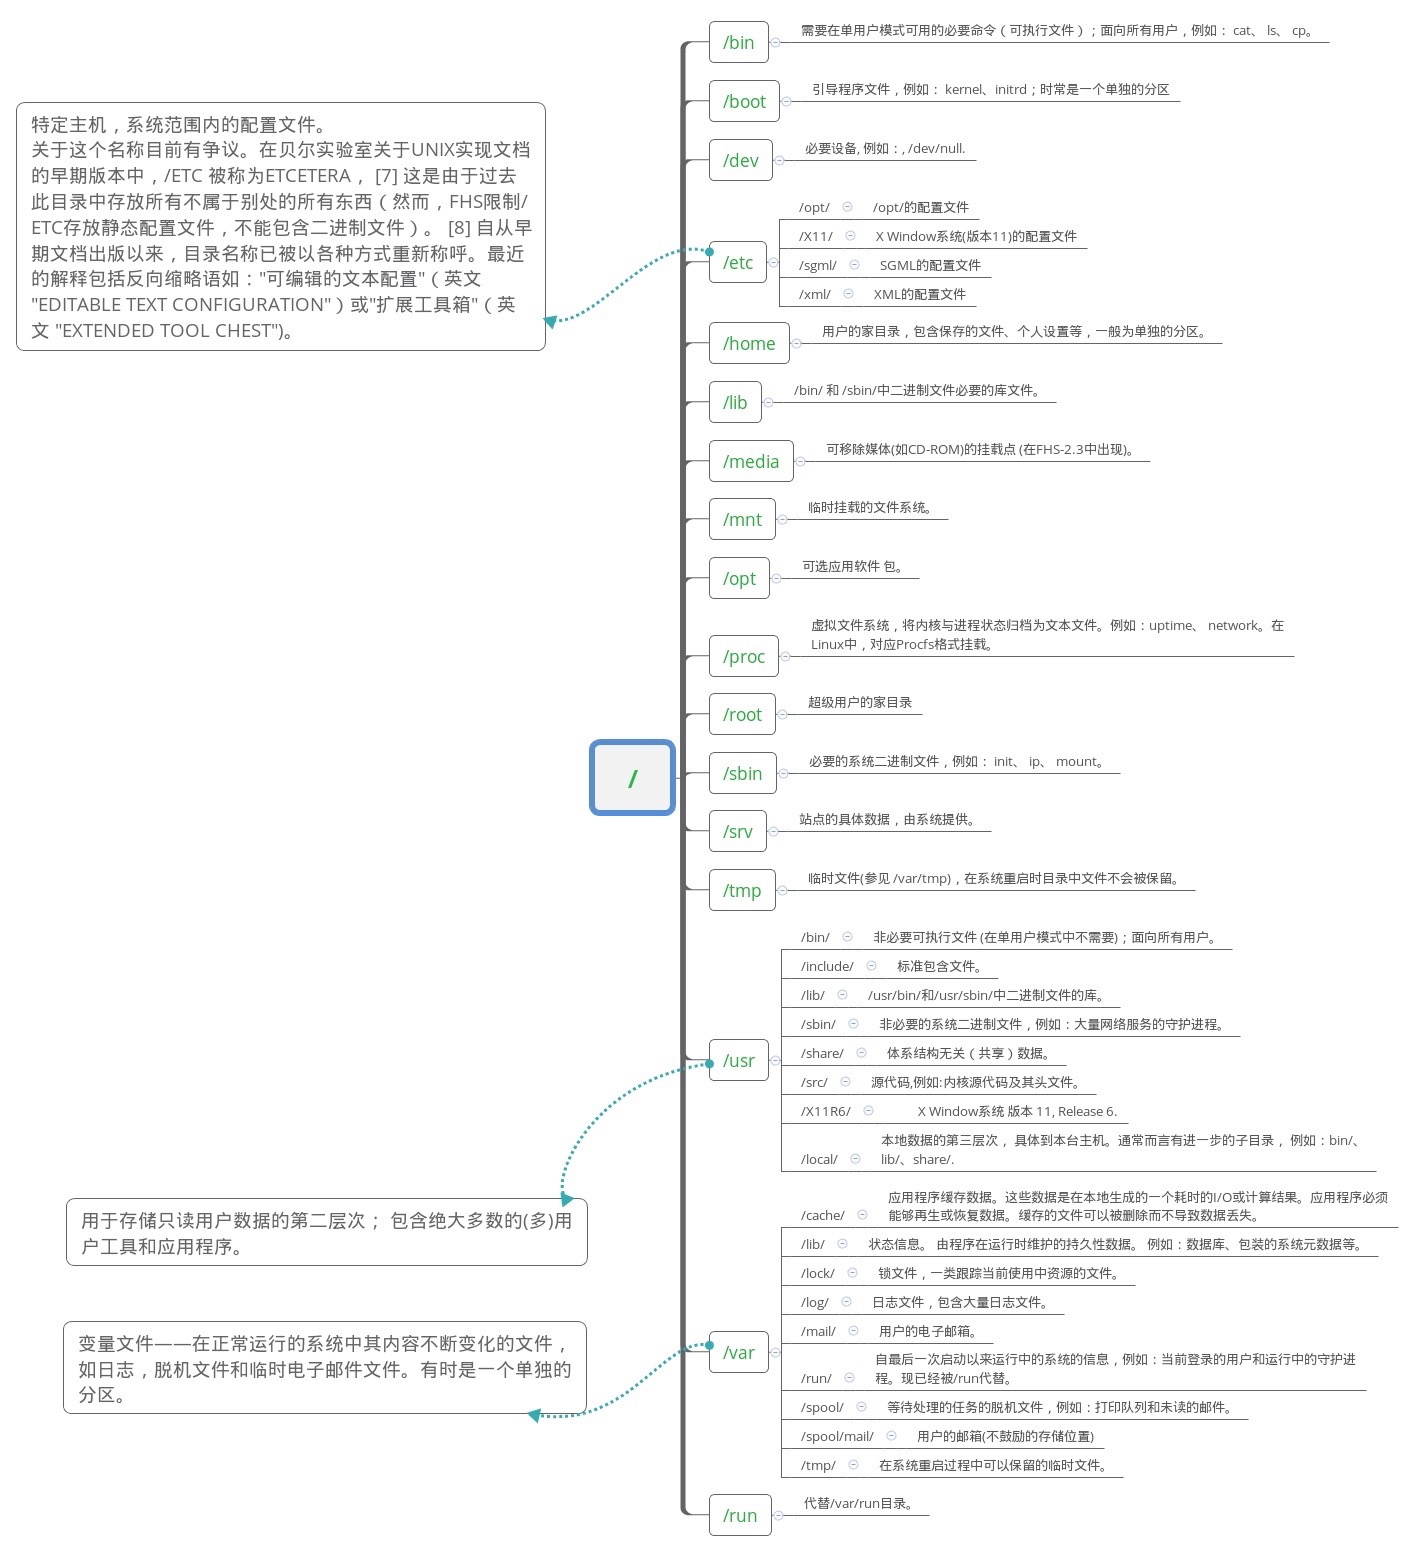 /bin
需要在单用户模式可用的必要命令（可执行文件）；面向所有用户，例如： cat、 ls、 cp。
/boot
引导程序文件，例如： kernel、initrd；时常是一个单独的分区
/dev
必要设备, 例如：, /dev/null.
特定主机，系统范围内的配置文件。
关于这个名称目前有争议。在贝尔实验室关于UNIX实现文档
的早期版本中，/ETC 被称为ETCETERA， [7] 这是由于过去
此目录中存放所有不属于别处的所有东西（然而，FHS限制/
ETC存放静态配置文件，不能包含二进制文件）。 [8] 自从早
期文档出版以来，目录名称已被以各种方式重新称呼。最近
的解释包括反向缩略语如："可编辑的文本配置"（英文
"EDITABLE TEXT CONFIGURATION"）或"扩展工具箱"（英
文 "EXTENDED TOOL CHEST")。
/etc
/opt/ /opt/的配置文件
/X11/ X Window系统(版本11)的配置文件
/sgml/ SGML的配置文件
/xml/ XML的配置文件
/home
用户的家目录，包含保存的文件、个人设置等，一般为单独的分区。
/lib
/bin/ 和 /sbin/中二进制文件必要的库文件。
/media
可移除媒体(如CD-ROM)的挂载点 (在FHS-2.3中出现)。
/mnt
临时挂载的文件系统。
/opt
可选应用软件 包。
/proc
虚拟文件系统，将内核与进程状态归档为文本文件。例如：uptime、 network。在
Linux中，对应Procfs格式挂载。
/root
超级用户的家目录
/
/sbin
必要的系统二进制文件，例如： init、 ip、 mount。
/srv
站点的具体数据，由系统提供。
/tmp
临时文件(参见 /var/tmp)，在系统重启时目录中文件不会被保留。
/usr
/bin/ 非必要可执行文件 (在单用户模式中不需要)；面向所有用户。
/include/ 标准包含文件。
/lib/ /usr/bin/和/usr/sbin/中二进制文件的库。
/sbin/ 非必要的系统二进制文件，例如：大量网络服务的守护进程。
/share/ 体系结构无关（共享）数据。
/src/ 源代码,例如:内核源代码及其头文件。
/X11R6/ X Window系统 版本 11, Release 6.
/local/ 本地数据的第三层次， 具体到本台主机。通常而言有进一步的子目录， 例如：bin/、
lib/、share/.
用于存储只读用户数据的第二层次； 包含绝大多数的(多)用
户工具和应用程序。
/var
/cache/ 应用程序缓存数据。这些数据是在本地生成的一个耗时的I/O或计算结果。应用程序必须
能够再生或恢复数据。缓存的文件可以被删除而不导致数据丢失。
/lib/ 状态信息。 由程序在运行时维护的持久性数据。 例如：数据库、包装的系统元数据等。
/lock/ 锁文件，一类跟踪当前使用中资源的文件。
/log/ 日志文件，包含大量日志文件。
/mail/ 用户的电子邮箱。
/run/ 自最后一次启动以来运行中的系统的信息，例如：当前登录的用户和运行中的守护进
程。现已经被/run代替。
/spool/ 等待处理的任务的脱机文件，例如：打印队列和未读的邮件。
/spool/mail/ 用户的邮箱(不鼓励的存储位置)
/tmp/ 在系统重启过程中可以保留的临时文件。
变量文件——在正常运行的系统中其内容不断变化的文件，
如日志，脱机文件和临时电子邮件文件。有时是一个单独的
分区。
/run
代替/var/run目录。